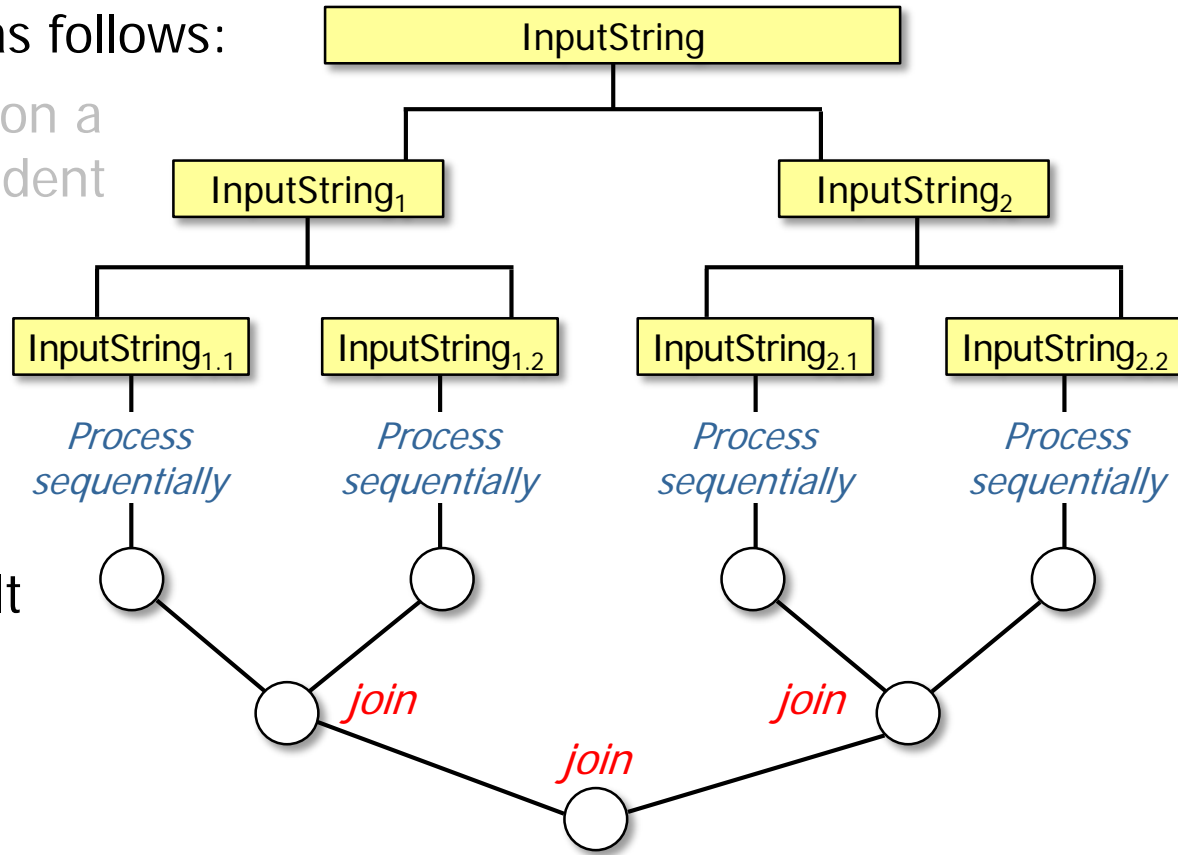 as follows:
InputString
on a
dent
InputString₁
InputString₂
InputString₁.₁
InputString₁.₂
InputString₂.₁
InputString₂.₂
Process
sequentially
Process
sequentially
Process
sequentially
Process
sequentially
lt
join
join
join